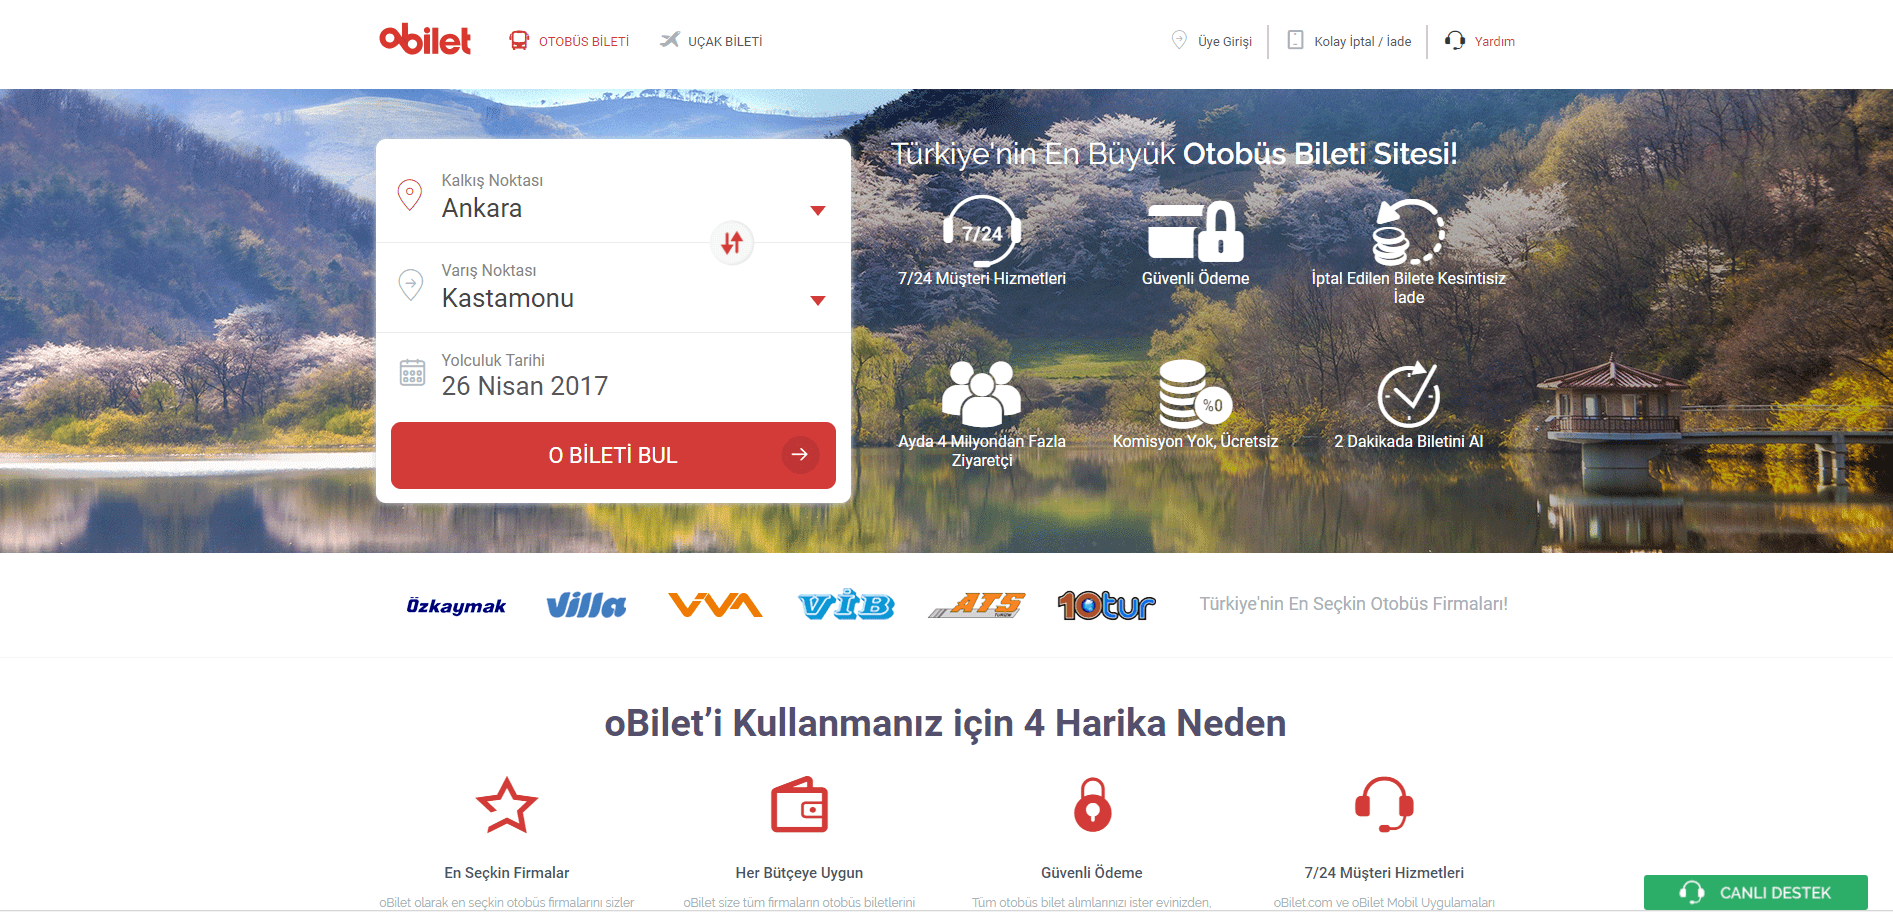 obilet
OTOBÜS BİLETİ
UÇAK BİLETİ
Üye Girişi
Kolay İptal / İade
Yardım
Kalkış Noktası
Ankara
Varış Noktası
Kastamonu
Yolculuk Tarihi
26 Nisan 2017
O BİLETİ BUL
Türkiye'nin En Büyük Otobüs Bileti Sitesi!
7/24
7/24 Müşteri Hizmetleri
Güvenli Ödeme
İptal Edilen Bilete Kesintisiz
İade
Ayda 4 Milyondan Fazla
Ziyaretçi
%0
Komisyon Yok, Ücretsiz
2 Dakikada Biletini Al
Özkaymak
Villa
VIVA
VİB
ATS
TURİZM
10tur
Türkiye'nin En Seçkin Otobüs Firmaları!
oBilet’i Kullanmanız için 4 Harika Neden
En Seçkin Firmalar
oBilet olarak en seçkin otobüs firmalarını sizler
Her Bütçeye Uygun
oBilet size tüm firmaların otobüs biletlerini
Güvenli Ödeme
Tüm otobüs bilet alımlarınızı ister evinizden,
7/24 Müşteri Hizmetleri
oBilet.com ve oBilet Mobil Uygulamaları
CANLI DESTEK